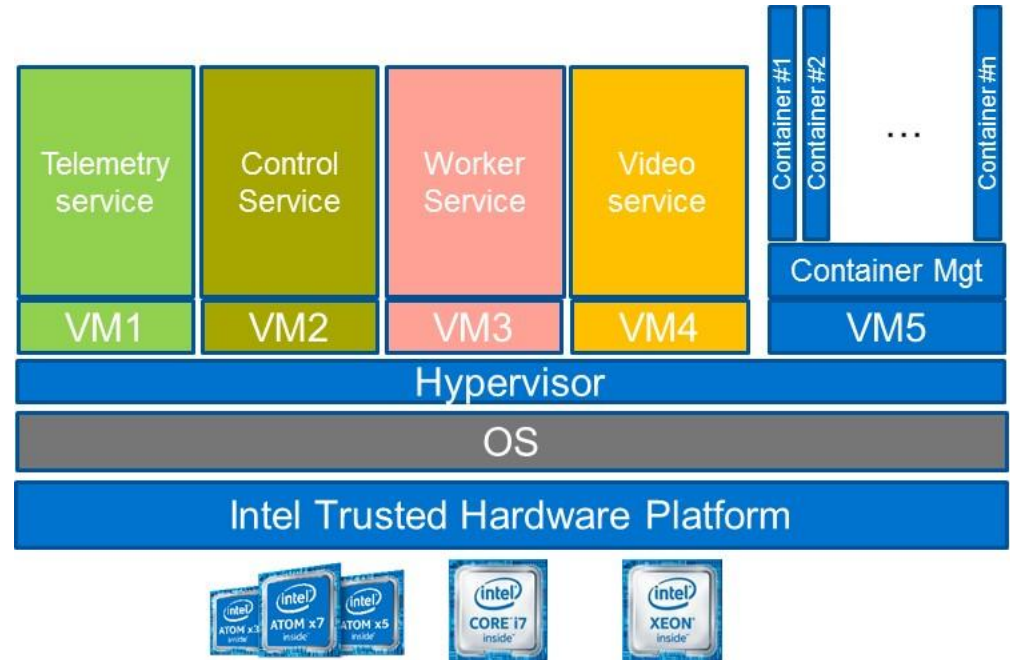 Telemetry
service
Control
Service
Worker
Service
Video
service
Container#1
Container#2
...
Container#n
Container Mgt
VM1
VM2
VM3
VM4
VM5
Hypervisor
OS
Intel Trusted Hardware Platform
intel
ATOM x3
inside
intel
ATOM x7
inside
intel
ATOM x5
inside
intel
CORE i7
inside
intel
XEON
inside